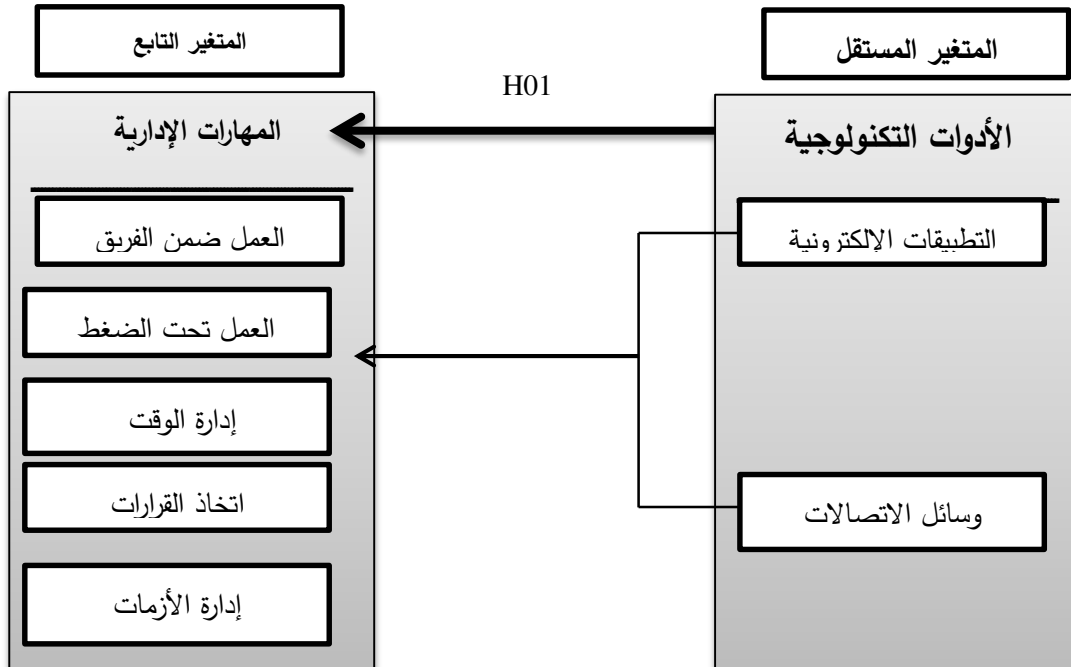 المتغير المستقل
المتغير التابع
H01
الأدوات التكنولوجية
المهارات الإدارية
التطبيقات الإلكترونية
وسائل الاتصالات
العمل ضمن الفريق
العمل تحت الضغط
إدارة الوقت
اتخاذ القرارات
إدارة الأزمات